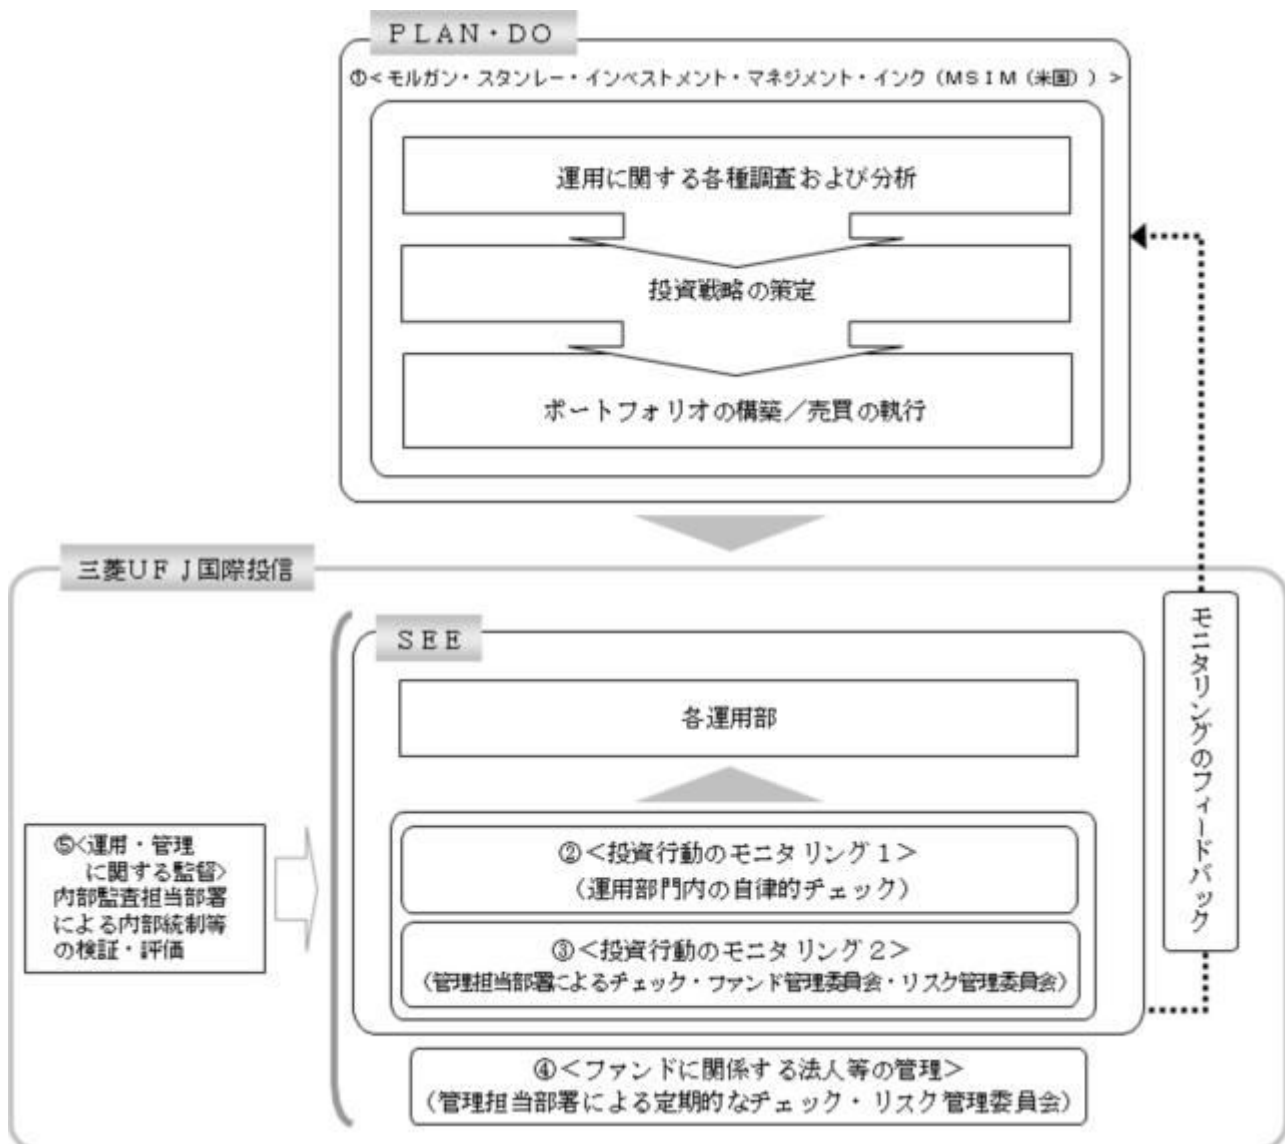 PLAN・DO
①<モルガン・スタンレー・インベストメント・マネジメント・インク(MSIM(米国))>
運用に関する各種調査および分析
投資戦略の策定
ポートフォリオの構築/売買の執行
三菱UFJ国際投信
SEE
各運用部
②<投資行動のモニタリング1>
(運用部門内の自律的チェック)
③<投資行動のモニタリング2>
(管理担当部署によるチェック・ファンド管理委員会・リスク管理委員会)
④<ファンドに関係する法人等の管理>
(管理担当部署による定期的なチェック・リスク管理委員会)
⑤<運用・管理
に関する監督>
内部監査担当部署
による内部統制等
の検証・評価
モニタリングのフィードバック